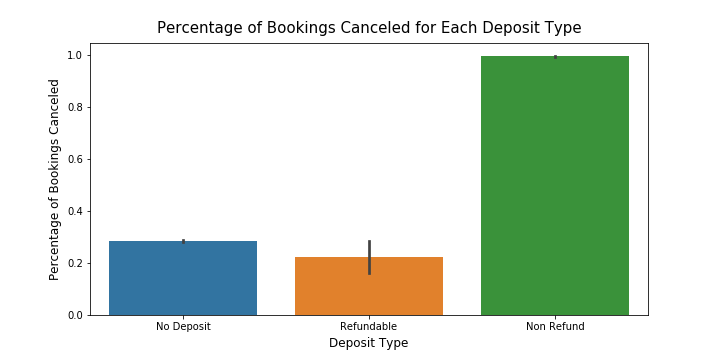 Percentage of Bookings Canceled for Each Deposit Type
Percentage of Bookings Canceled
1.0
0.8
0.6
0.4
0.2
0.0
No Deposit
Refundable
Non Refund
Deposit Type